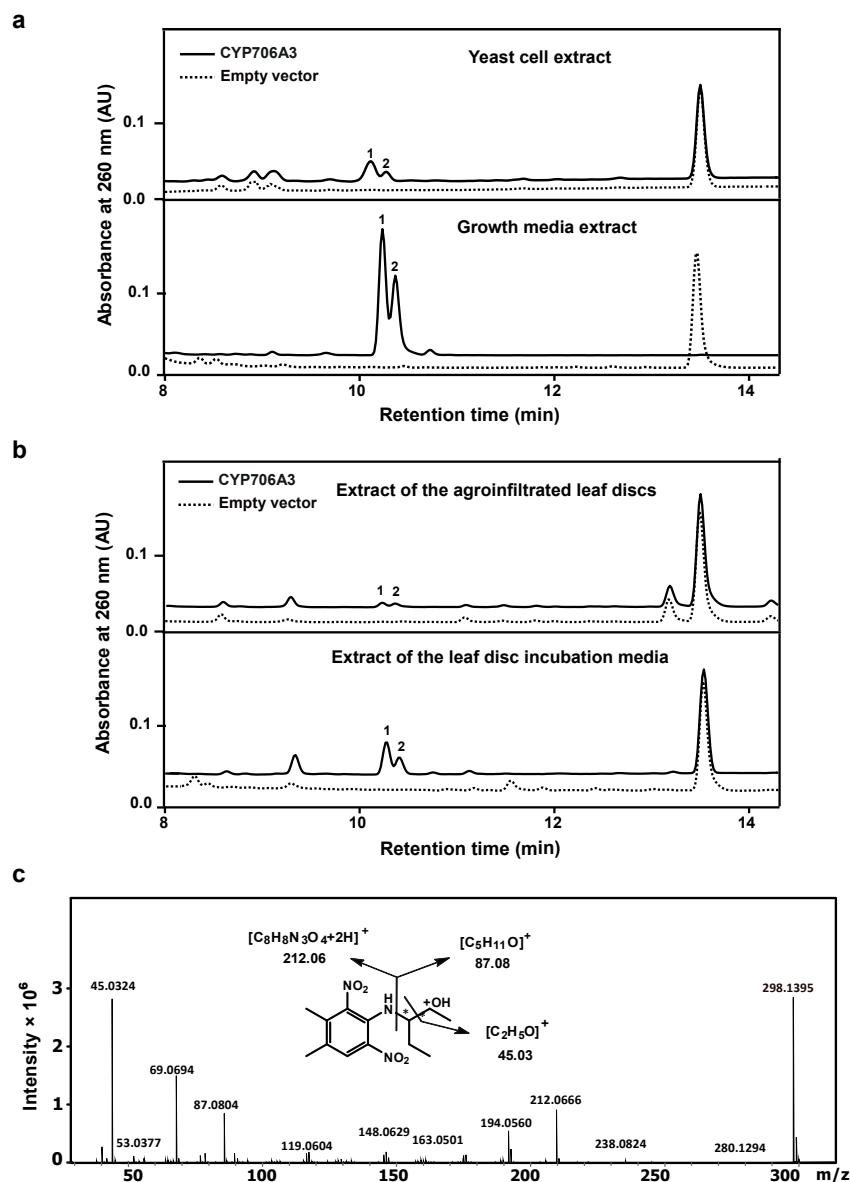 a
CYP706A3
Empty vector
Yeast cell extract
1
2
0.1
0.0
Growth media extract
1
2
0.1
0.0
Absorbance at 260 nm (AU)
8 10 12 14
Retention time (min)
b
CYP706A3
Empty vector
Extract of the agroinfiltrated leaf discs
1 2
0.1
0.0
Extract of the leaf disc incubation media
1
2
0.1
0.0
Absorbance at 260 nm (AU)
8 10 12 14
Retention time (min)
c
[C₈H₈N₃O₄+2H]⁺
212.06
[C₅H₁₁O]⁺
87.08
NO₂
H
N
+OH
*
*
NO₂
[C₂H₅O]⁺
45.03
Intensity × 10⁶
3
2
1
0
45.0324
53.0377
69.0694
87.0804
119.0604
148.0629
163.0501
194.0560
212.0666
238.0824
280.1294
298.1395
50 100 150 200 250 300 m/z